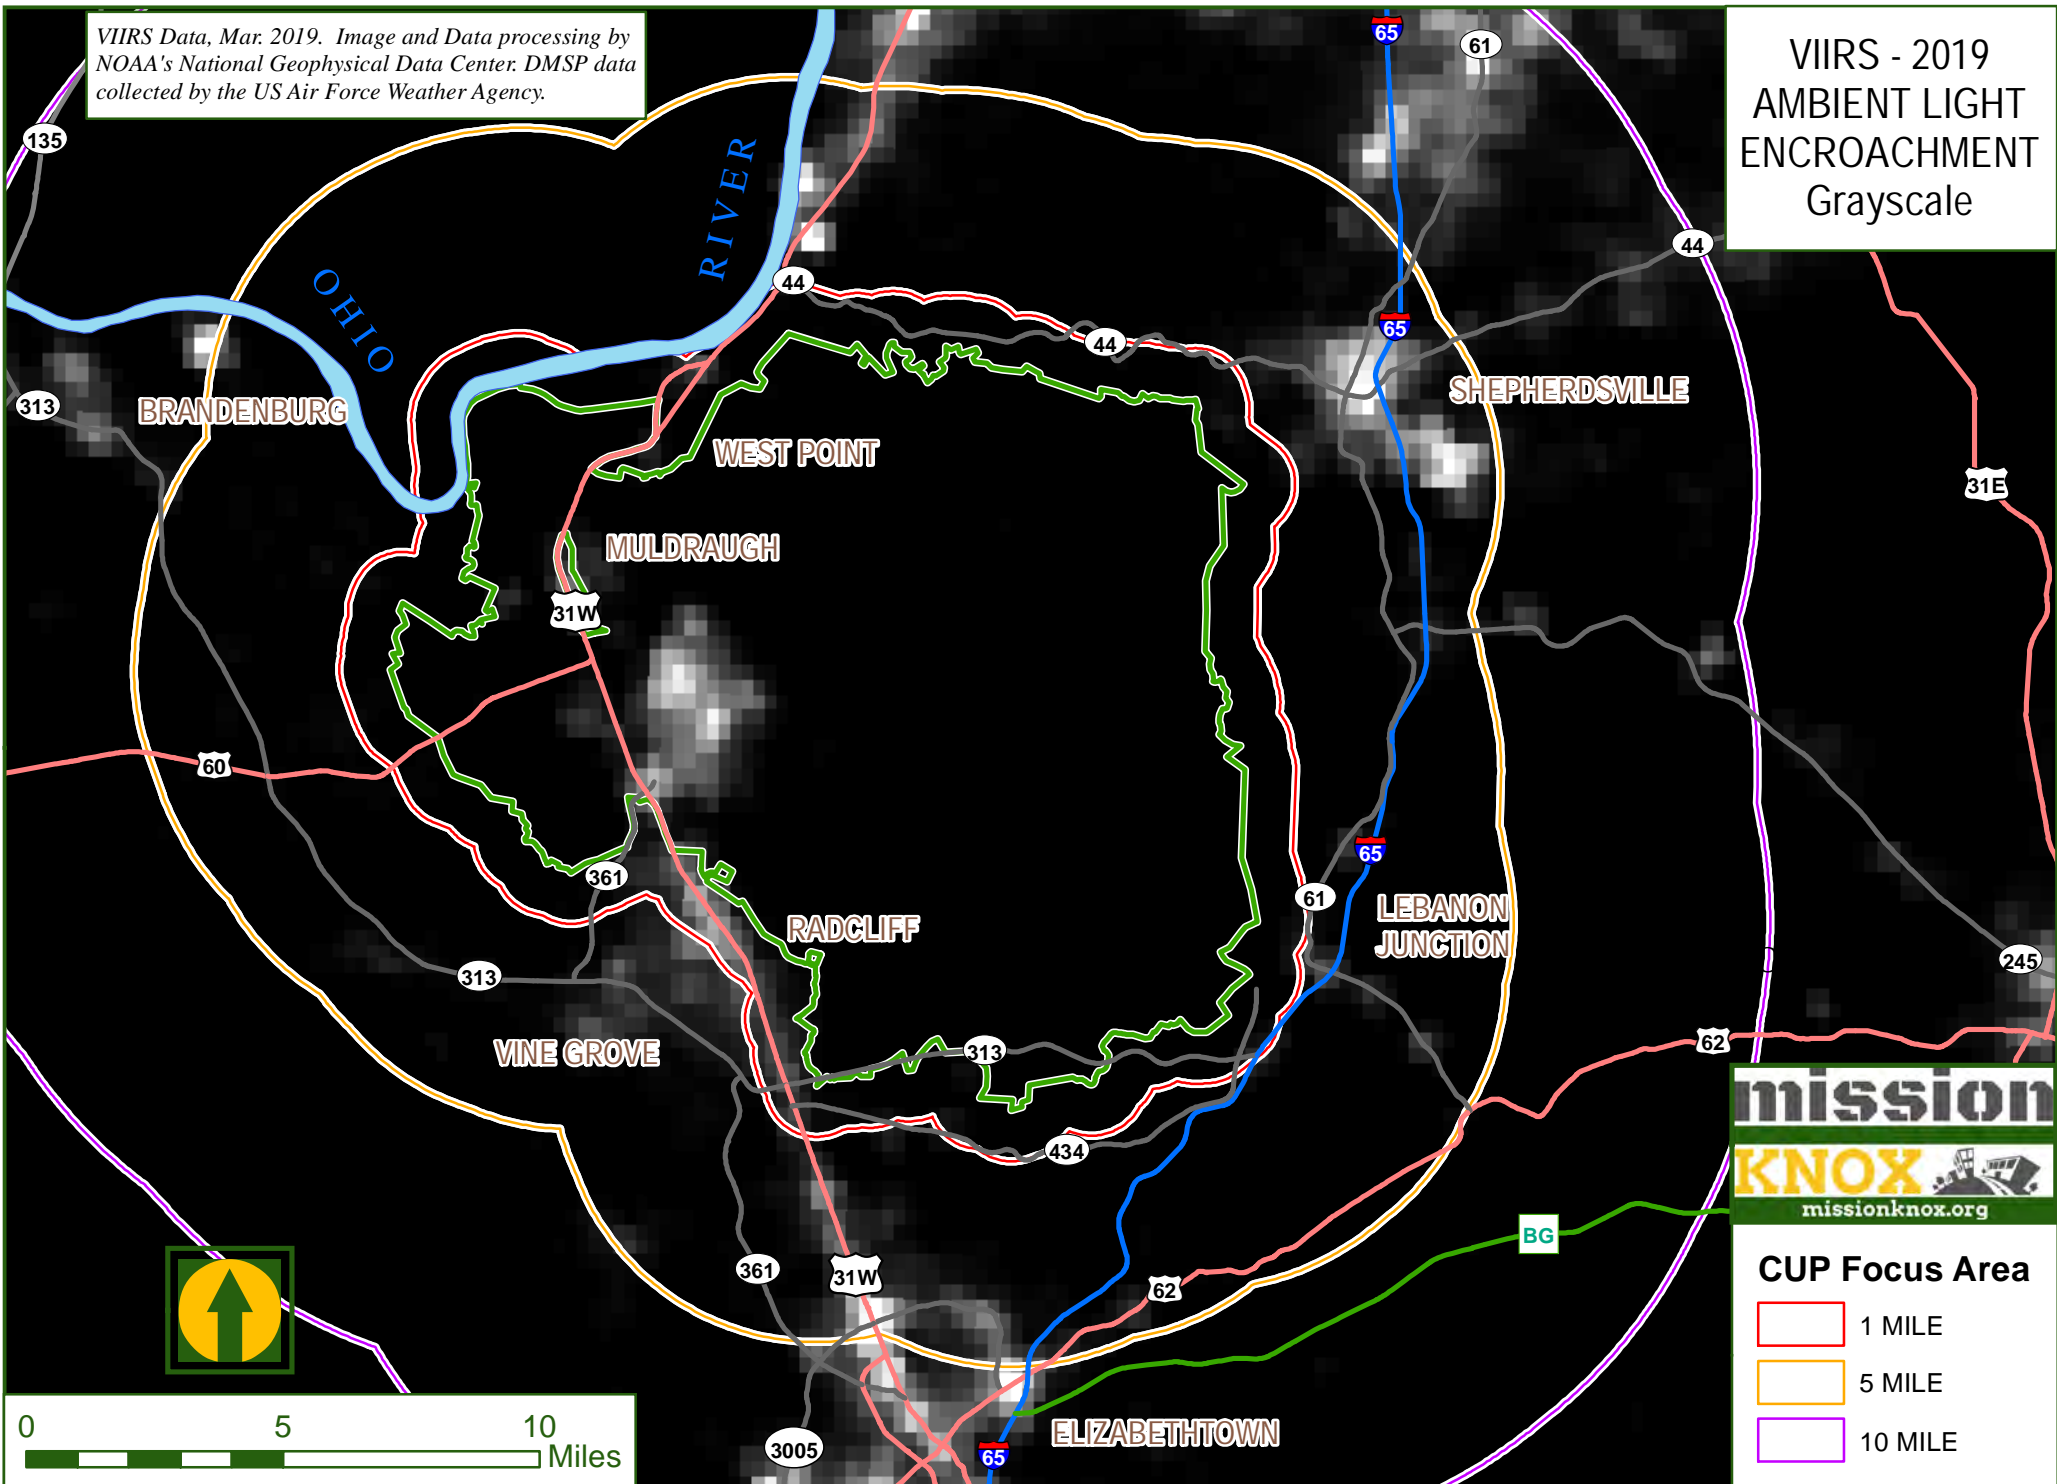 VIIRS Data, Mar. 2019. Image and Data processing by
NOAA's National Geophysical Data Center. DMSP data
collected by the US Air Force Weather Agency.
VIIRS - 2019
AMBIENT LIGHT
ENCROACHMENT
Grayscale
65
61
135
RIVER
OHIO
44
44
44
65
313
BRANDENBURG
SHEPHERDSVILLE
WEST POINT
31E
MULDRAUGH
31W
60
65
361
61
LEBANON
JUNCTION
RADCLIFF
313
245
VINE GROVE
313
62
434
mission
KNOX
missionknox.org
BG
361
31W
62
CUP Focus Area
1 MILE
5 MILE
10 MILE
ELIZABETHTOWN
3005
65
0 5 10
Miles